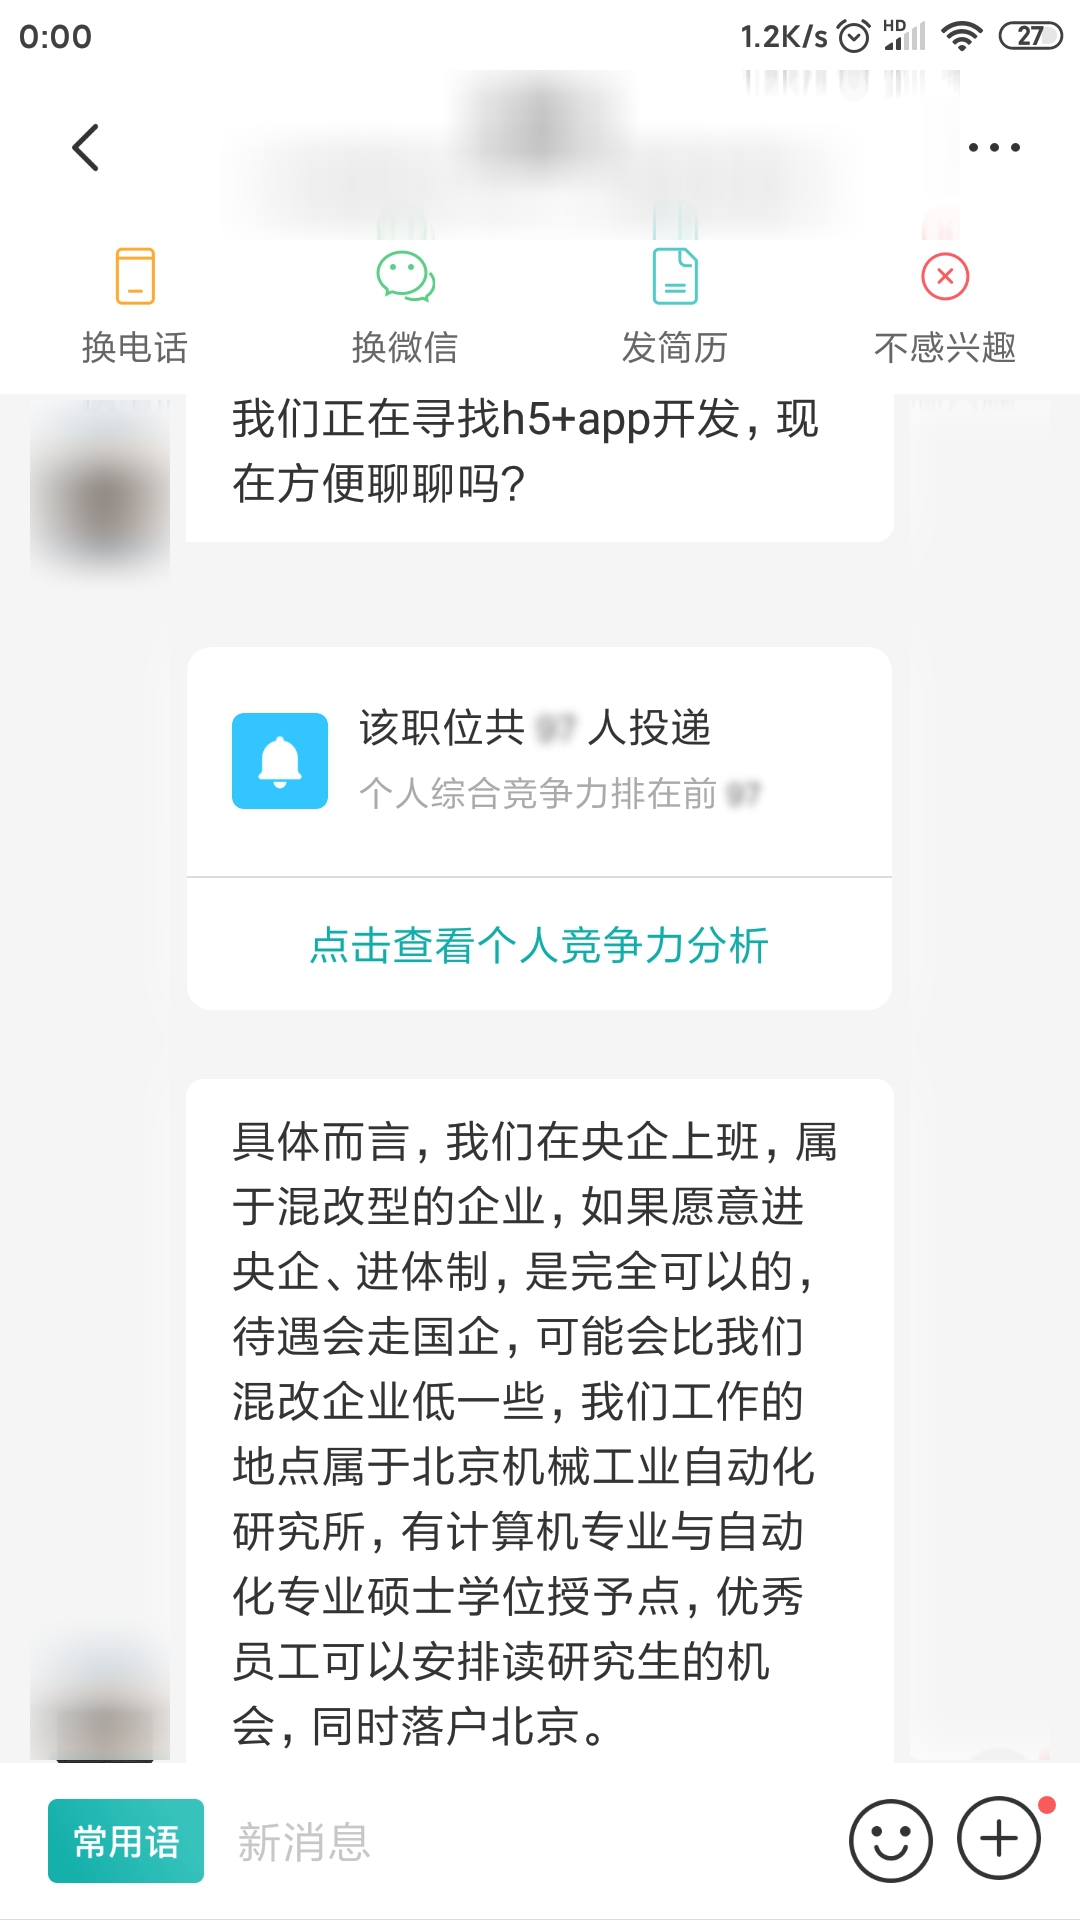 0:00
1.2K/s
HD
27
换电话
换微信
发简历
不感兴趣
我们正在寻找h5+app开发，现
在方便聊聊吗？
该职位共 人投递
个人综合竞争力排在前
点击查看个人竞争力分析
具体而言，我们在央企上班，属
于混改型的企业，如果愿意进
央企、进体制，是完全可以的，
待遇会走国企，可能会比我们
混改企业低一些，我们工作的
地点属于北京机械工业自动化
研究所，有计算机专业与自动
化专业硕士学位授予点，优秀
员工可以安排读研究生的机
会，同时落户北京。
常用语
新消息